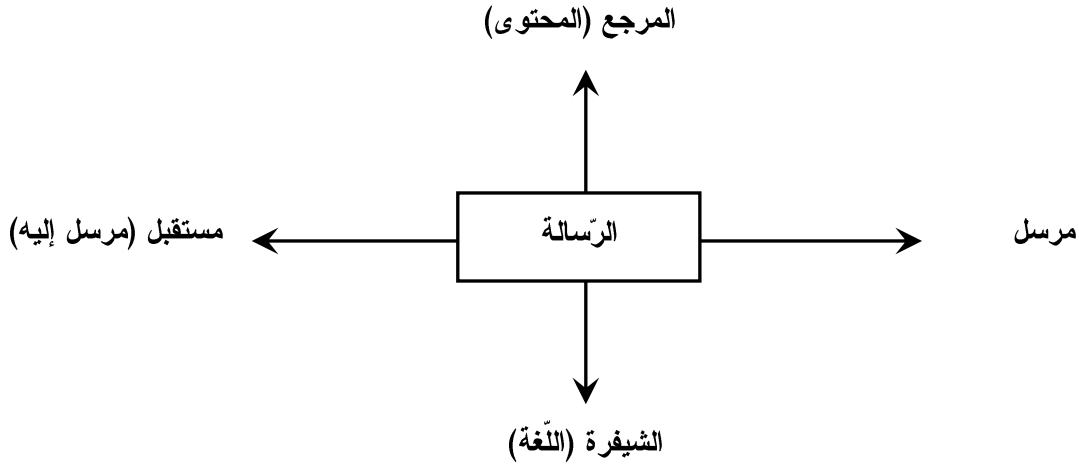 المرجع (المحتوى)
مرسل
الرّسالة
مستقبل (مرسل إليه)
الشيفرة (اللّغة)